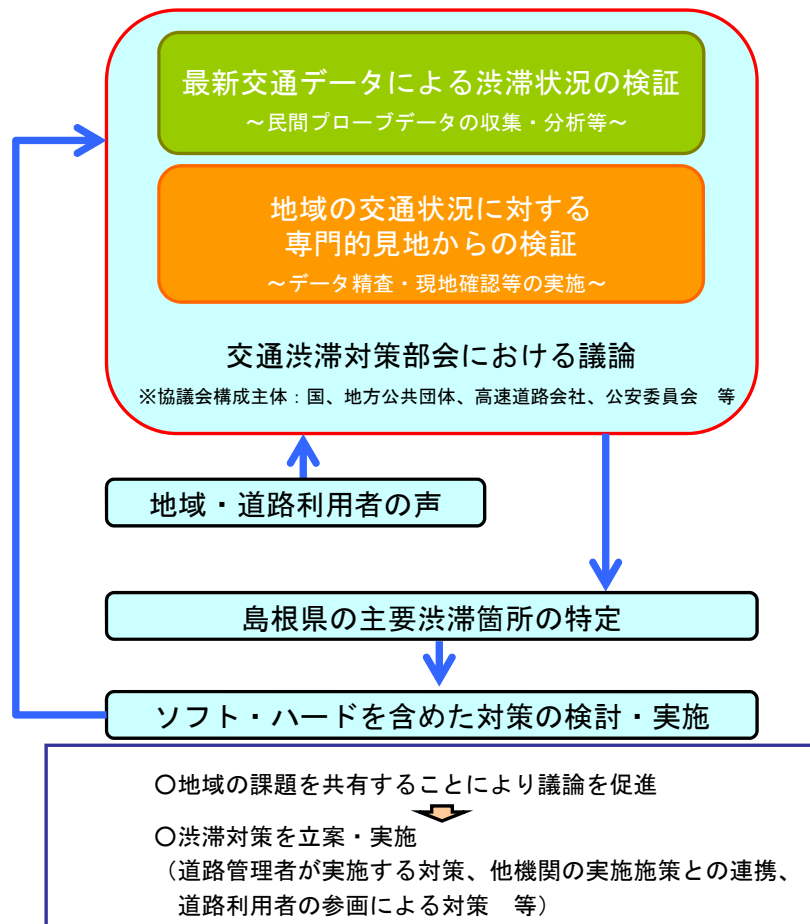 最新交通データによる渋滞状況の検証
～民間プローブデータの収集・分析等～
地域の交通状況に対する
専門的見地からの検証
～データ精査・現地確認等の実施～
交通渋滞対策部会における議論
※協議会構成主体：国、地方公共団体、高速道路会社、公安委員会　等
地域・道路利用者の声
島根県の主要渋滞箇所の特定
ソフト・ハードを含めた対策の検討・実施
〇地域の課題を共有することにより議論を促進
〇渋滞対策を立案・実施
（道路管理者が実施する対策、他機関の実施施策との連携、
道路利用者の参画による対策　等）